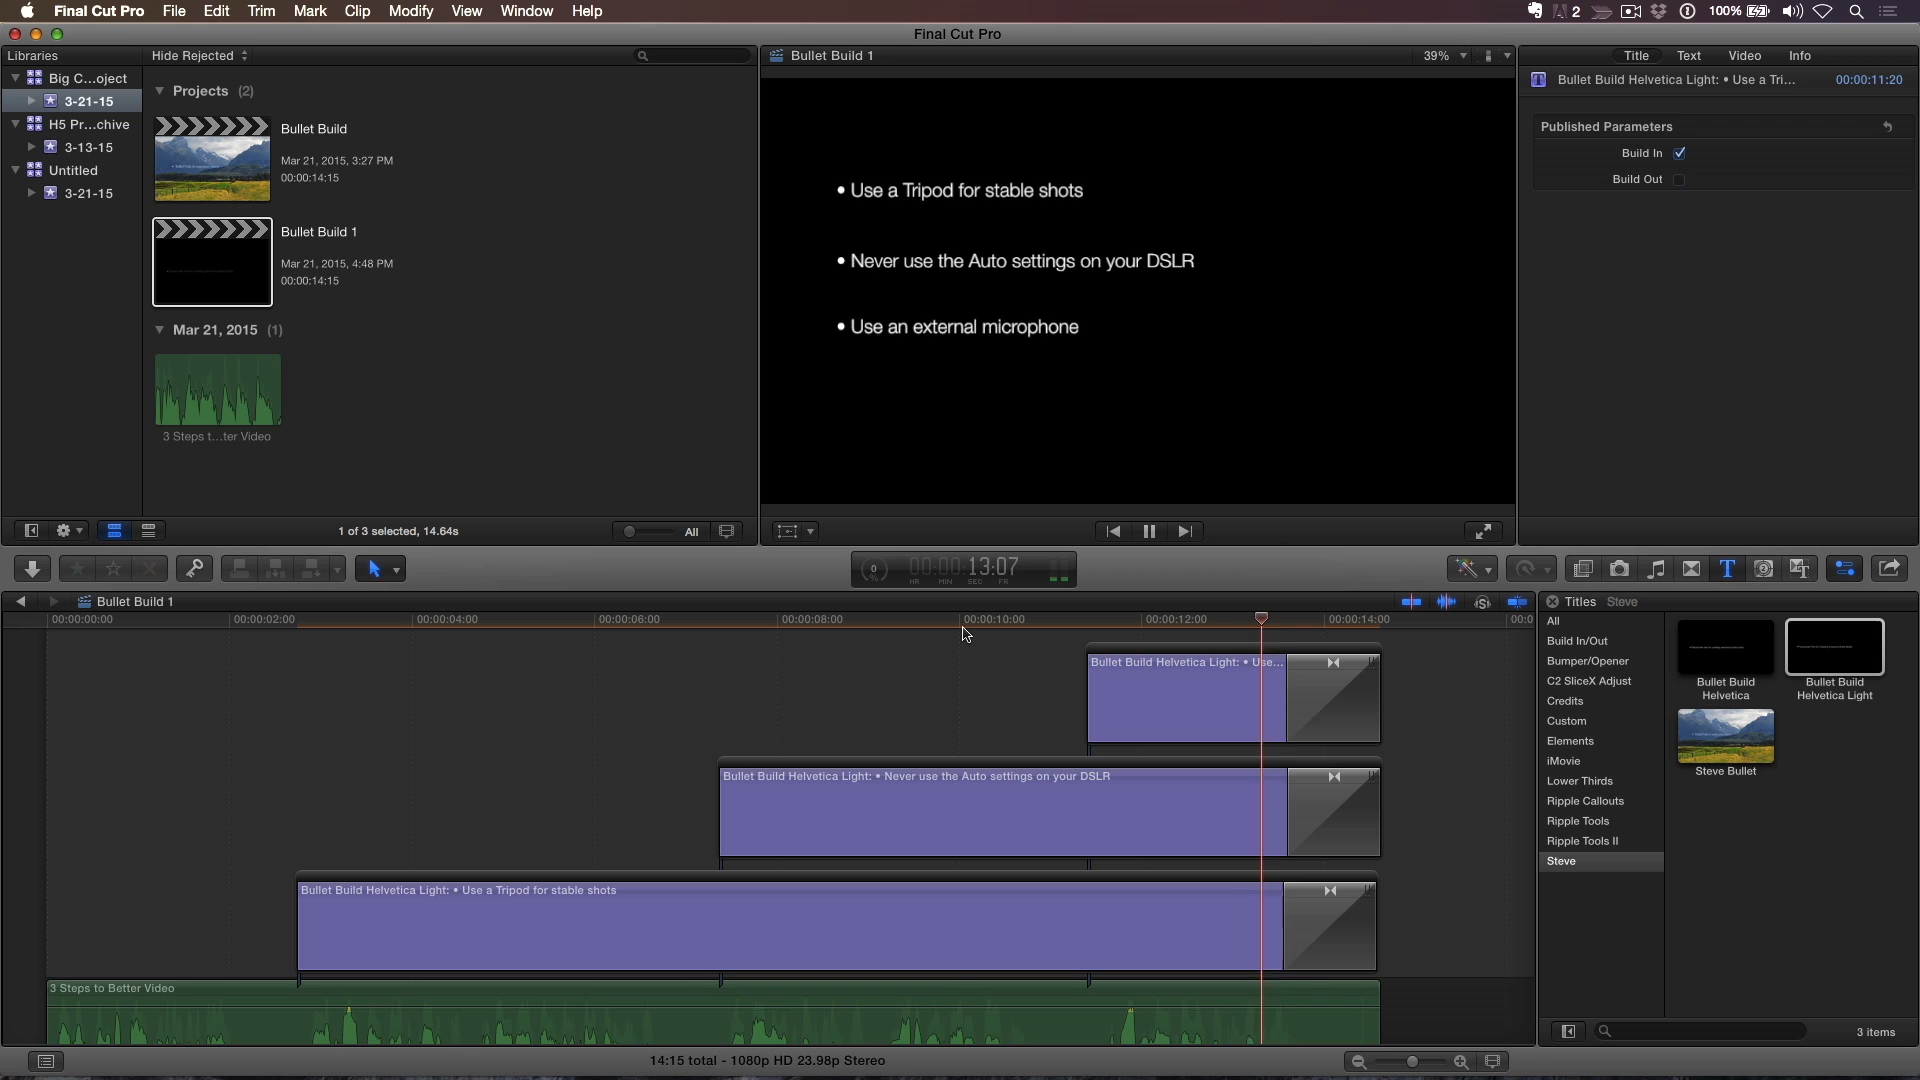 Final Cut Pro File Edit Trim Mark Clip Modify View Window Help 2 100%
Final Cut Pro
Libraries
Hide Rejected
Big C...oject
3-21-15
H5 Pr...chive
3-13-15
Untitled
3-21-15
Projects (2)
Bullet Build
Mar 21, 2015, 3:27 PM
00:00:14:15
Bullet Build 1
Mar 21, 2015, 4:48 PM
00:00:14:15
Mar 21, 2015 (1)
3 Steps t...ter Video
1 of 3 selected, 14.64s
All
Bullet Build 1
39%
• Use a Tripod for stable shots
• Never use the Auto settings on your DSLR
• Use an external microphone
Title Text Video Info
Bullet Build Helvetica Light: • Use a Tri... 00:00:11:20
Published Parameters
Build In
Build Out
0
%
00:00:13:07
HR MIN SEC FR
Bullet Build 1
00:00:00:00 00:00:02:00 00:00:04:00 00:00:06:00 00:00:08:00 00:00:10:00 00:00:12:00 00:00:14:00 00:0
Bullet Build Helvetica Light: • Use...
Bullet Build Helvetica Light: • Never use the Auto settings on your DSLR
Bullet Build Helvetica Light: • Use a Tripod for stable shots
3 Steps to Better Video
Titles Steve
All
Build In/Out
Bumper/Opener
C2 SliceX Adjust
Credits
Custom
Elements
iMovie
Lower Thirds
Ripple Callouts
Ripple Tools
Ripple Tools II
Steve
Bullet Build
Helvetica
Bullet Build
Helvetica Light
Steve Bullet
3 items
14:15 total - 1080p HD 23.98p Stereo